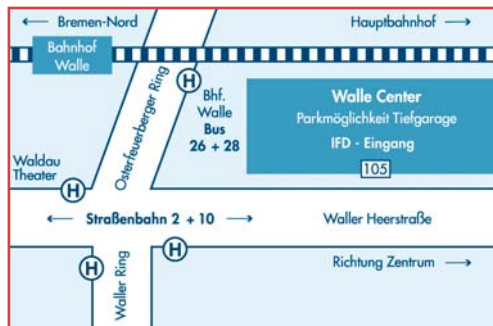 ← Bremen-Nord
Hauptbahnhof →
Bahnhof
Walle
H
Osterfeuerberger Ring
Bhf.
Walle
Bus
26 + 28
Walle Center
Parkmöglichkeit Tiefgarage
IFD - Eingang
105
Waldau
Theater
H
← Straßenbahn 2 + 10 →
Waller Heerstraße
H
H
Waller Ring
Richtung Zentrum →